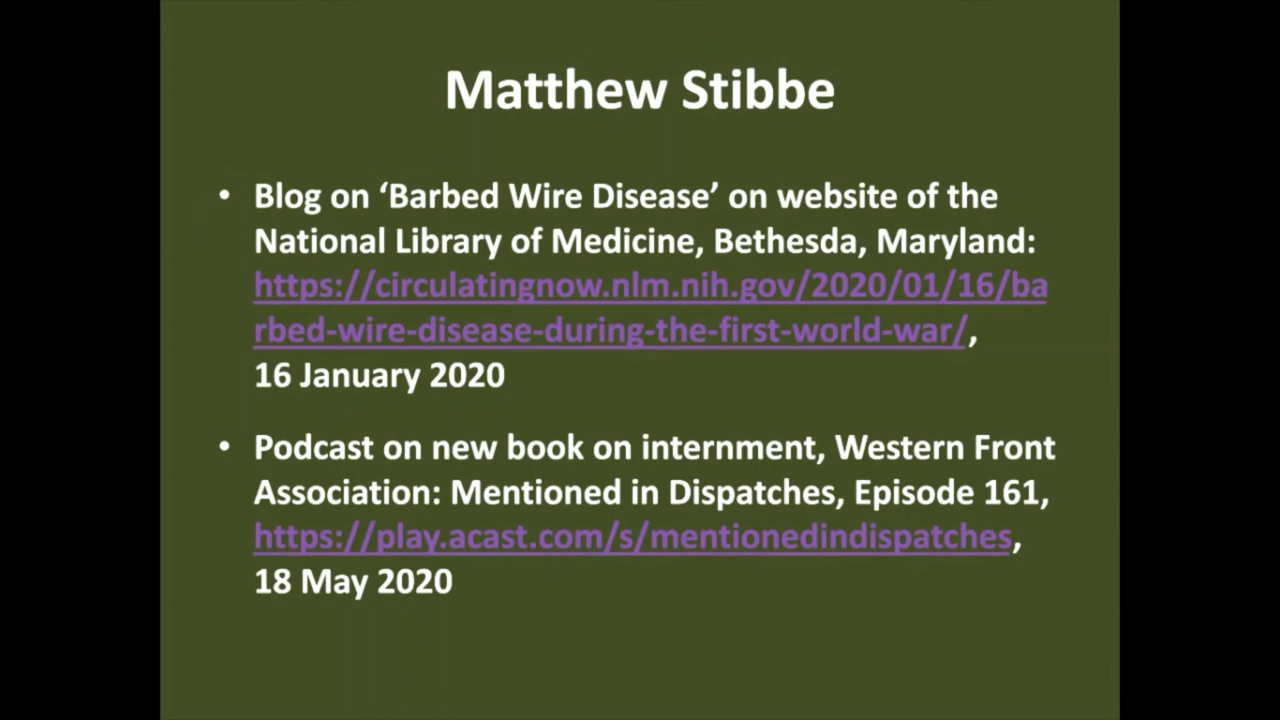 Matthew Stibbe
• Blog on ‘Barbed Wire Disease’ on website of the
National Library of Medicine, Bethesda, Maryland:
https://circulatingnow.nlm.nih.gov/2020/01/16/ba
rbed-wire-disease-during-the-first-world-war/,
16 January 2020
• Podcast on new book on internment, Western Front
Association: Mentioned in Dispatches, Episode 161,
https://play.acast.com/s/mentionedindispatches,
18 May 2020